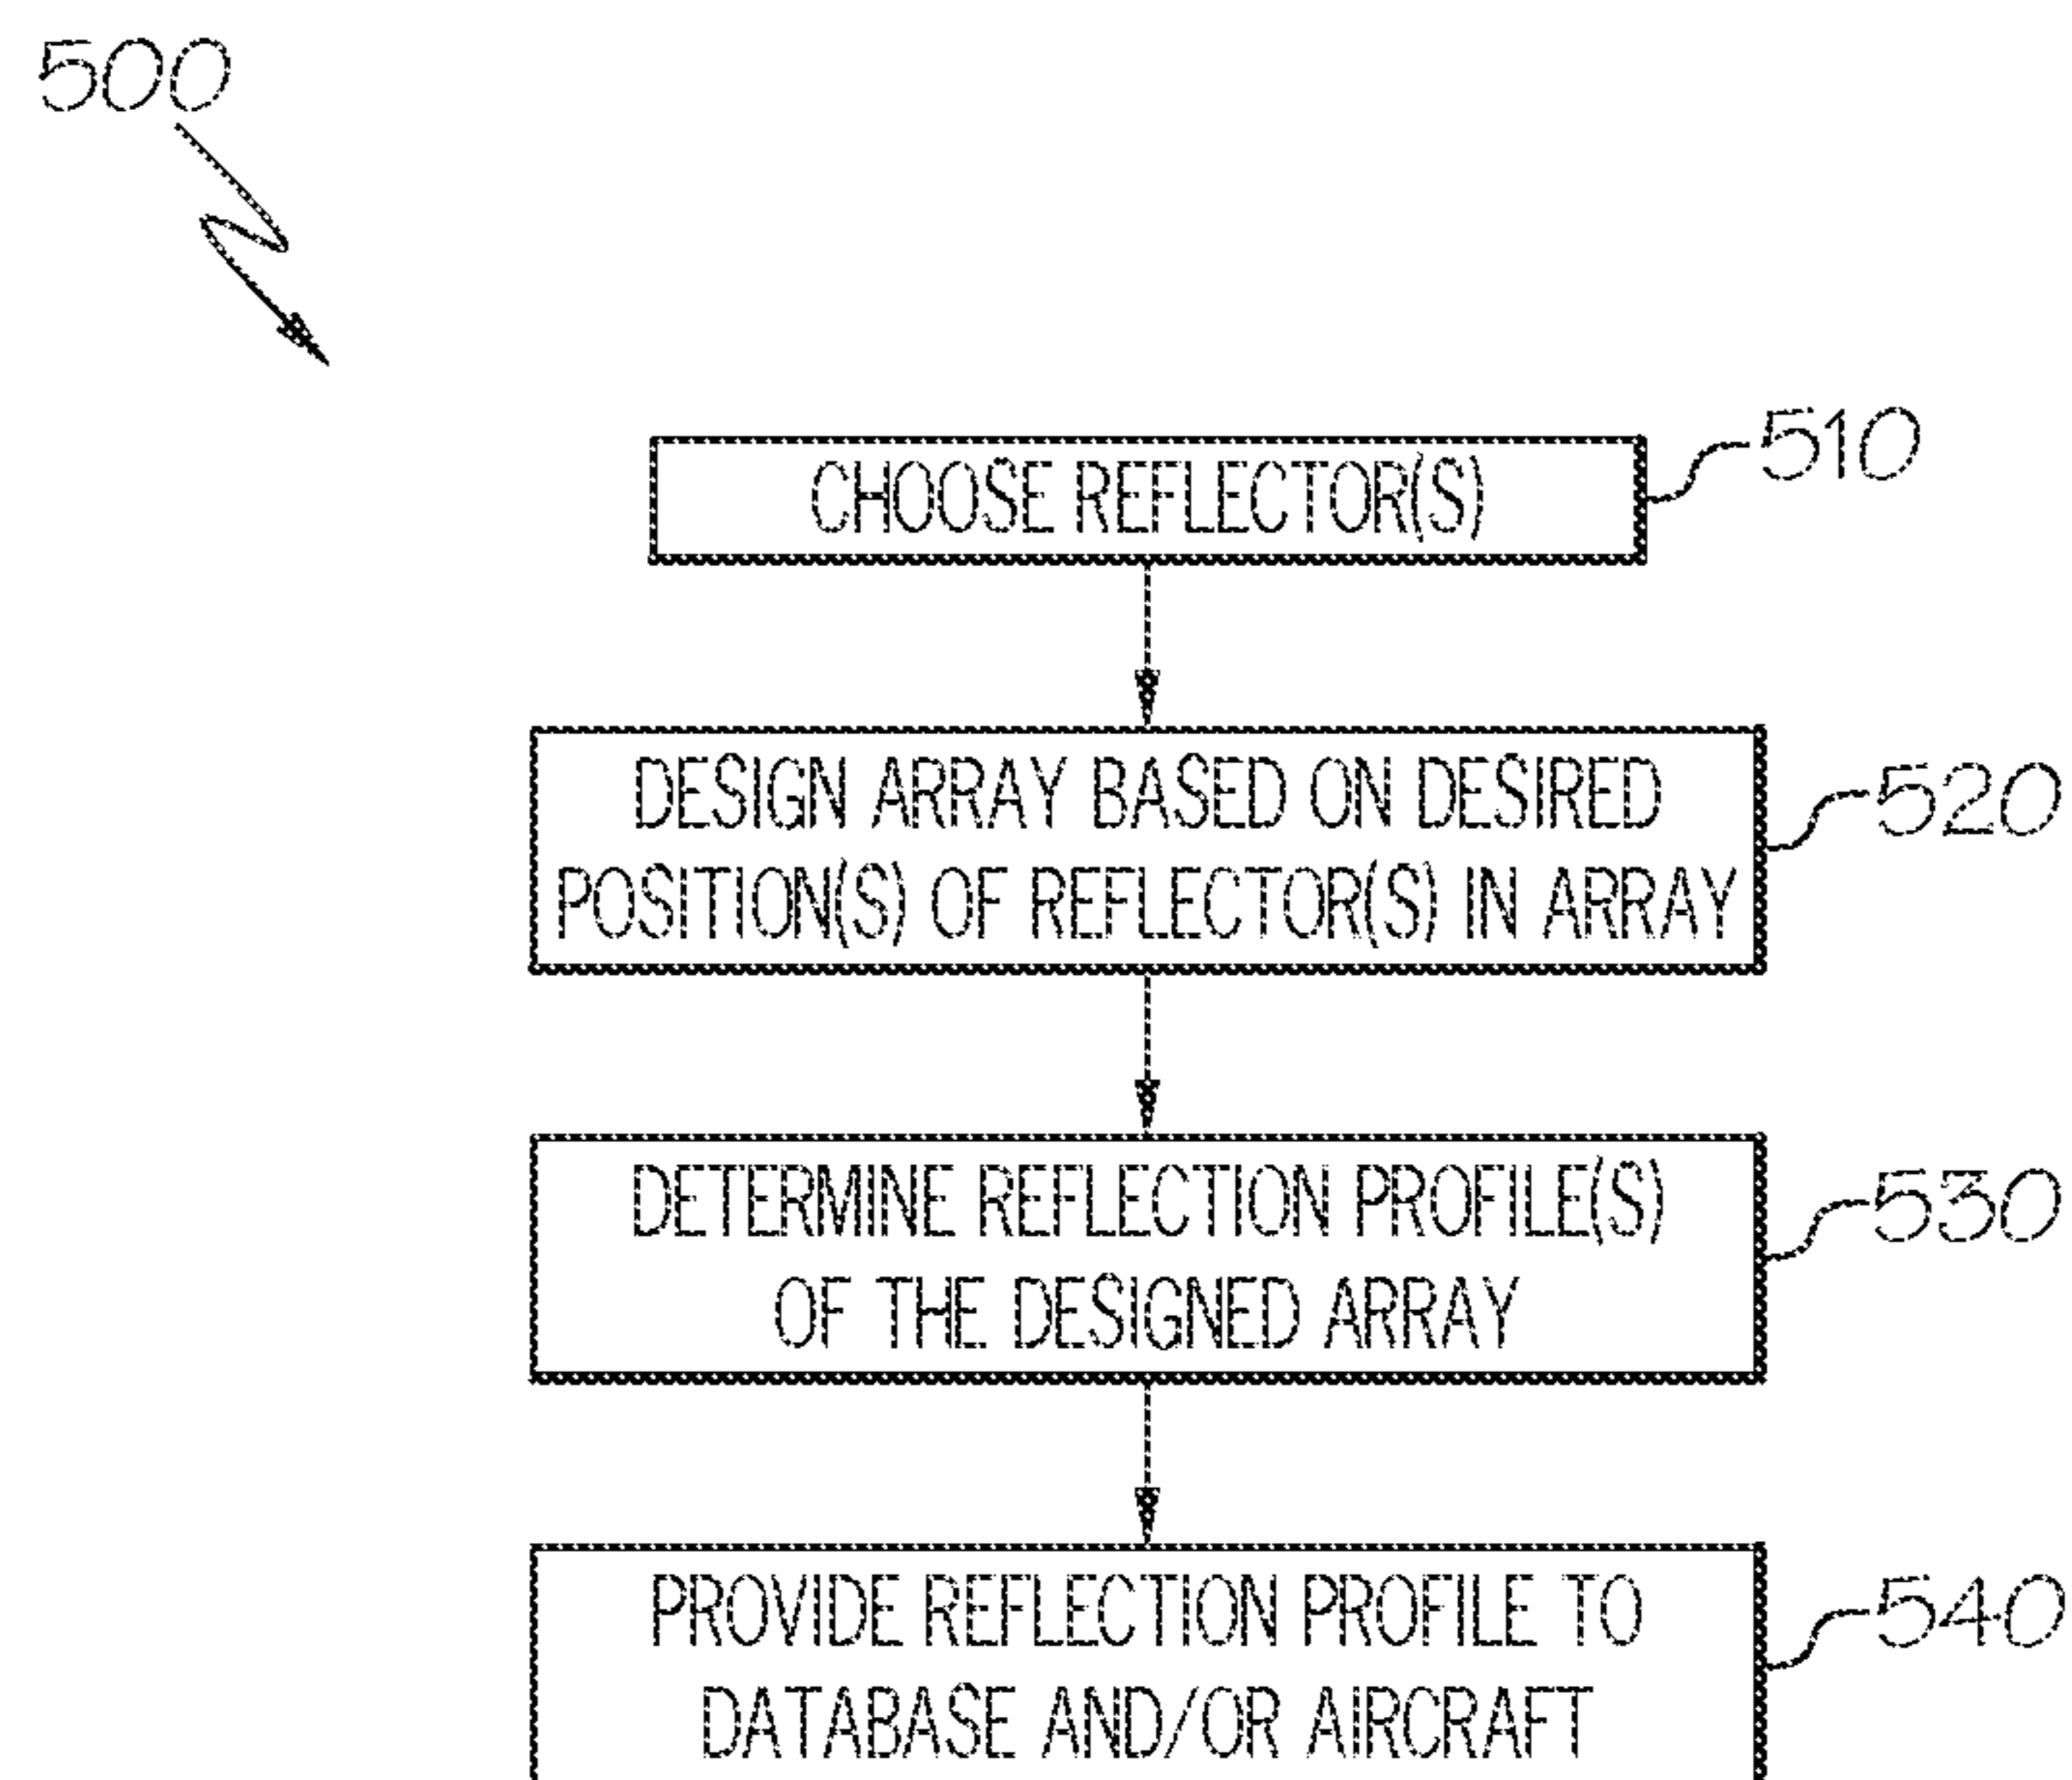 500
CHOOSE REFLECTOR(S)
510
DESIGN ARRAY BASED ON DESIRED
POSITION(S) OF REFLECTOR(S) IN ARRAY
520
DETERMINE REFLECTION PROFILE(S)
OF THE DESIGNED ARRAY
530
PROVIDE REFLECTION PROFILE TO
DATABASE AND/OR AIRCRAFT
540